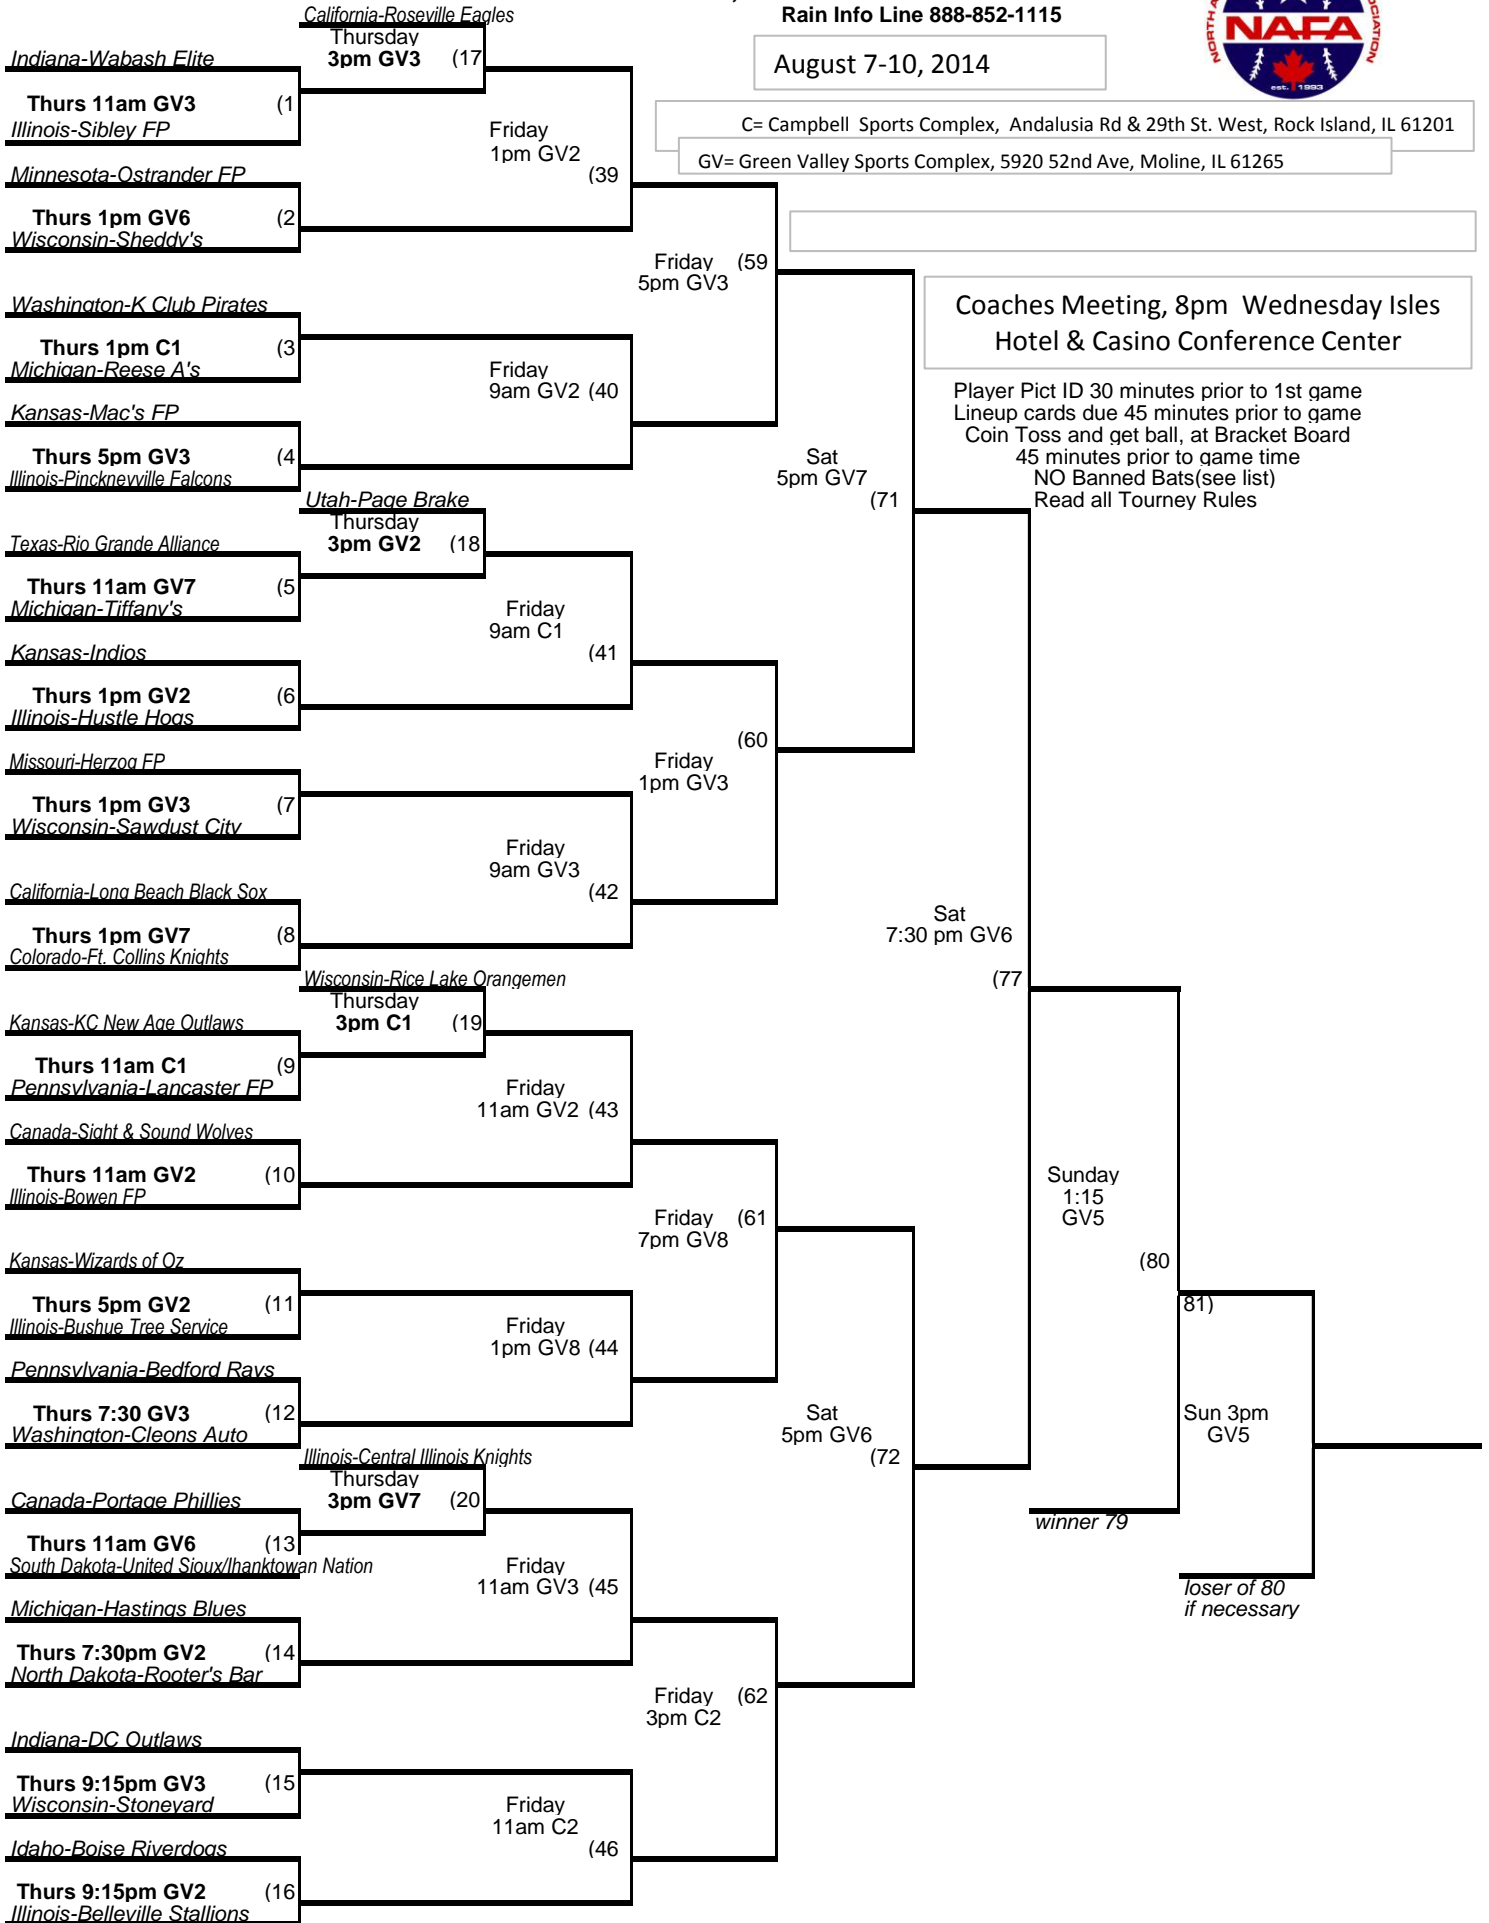 California-Roseville Eagles
Rain Info Line 888-852-1115
NAFA
est. 1993
August 7-10, 2014
C= Campbell Sports Complex, Andalusia Rd & 29th St. West, Rock Island, IL 61201
GV= Green Valley Sports Complex, 5920 52nd Ave, Moline, IL 61265
Coaches Meeting, 8pm Wednesday Isles
Hotel & Casino Conference Center
Player Pict ID 30 minutes prior to 1st game
Lineup cards due 45 minutes prior to game
Coin Toss and get ball, at Bracket Board
45 minutes prior to game time
NO Banned Bats(see list)
Read all Tourney Rules
Thursday
3pm GV3 (17
Indiana-Wabash Elite
Thurs 11am GV3 (1
Illinois-Sibley FP
Friday
1pm GV2
(39
Minnesota-Ostrander FP
Thurs 1pm GV6 (2
Wisconsin-Sheddy's
Friday (59
5pm GV3
Washington-K Club Pirates
Thurs 1pm C1 (3
Michigan-Reese A's
Friday
9am GV2 (40
Kansas-Mac's FP
Thurs 5pm GV3 (4
Illinois-Pinckneyville Falcons
Sat
5pm GV7
(71
Utah-Page Brake
Thursday
3pm GV2 (18
Texas-Rio Grande Alliance
Thurs 11am GV7 (5
Michigan-Tiffany's
Friday
9am C1
(41
Kansas-Indios
Thurs 1pm GV2 (6
Illinois-Hustle Hogs
(60
Friday
1pm GV3
Missouri-Herzog FP
Thurs 1pm GV3 (7
Wisconsin-Sawdust City
Friday
9am GV3
(42
California-Long Beach Black Sox
Thurs 1pm GV7 (8
Colorado-Ft. Collins Knights
Sat
7:30 pm GV6
(77
Wisconsin-Rice Lake Orangemen
Thursday
3pm C1 (19
Kansas-KC New Age Outlaws
Thurs 11am C1 (9
Pennsylvania-Lancaster FP
Friday
11am GV2 (43
Canada-Sight & Sound Wolves
Thurs 11am GV2 (10
Illinois-Bowen FP
Sunday
1:15
GV5
(80
Friday (61
7pm GV8
Kansas-Wizards of Oz
Thurs 5pm GV2 (11
Illinois-Bushue Tree Service
Friday
1pm GV8 (44
81)
Pennsylvania-Bedford Rays
Thurs 7:30 GV3 (12
Washington-Cleons Auto
Sat
5pm GV6
(72
Sun 3pm
GV5
Illinois-Central Illinois Knights
Thursday
3pm GV7 (20
Canada-Portage Phillies
Thurs 11am GV6 (13
South Dakota-United Sioux/Ihanktowan Nation
Friday
11am GV3 (45
winner 79
loser of 80
if necessary
Michigan-Hastings Blues
Thurs 7:30pm GV2 (14
North Dakota-Rooter's Bar
Friday (62
3pm C2
Indiana-DC Outlaws
Thurs 9:15pm GV3 (15
Wisconsin-Stoneyard
Friday
11am C2
(46
Idaho-Boise Riverdogs
Thurs 9:15pm GV2 (16
Illinois-Belleville Stallions